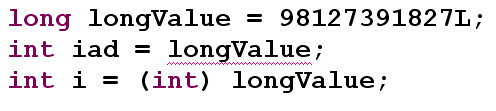 long longValue = 98127391827L;
int iad = longValue;
int i = (int) longValue;